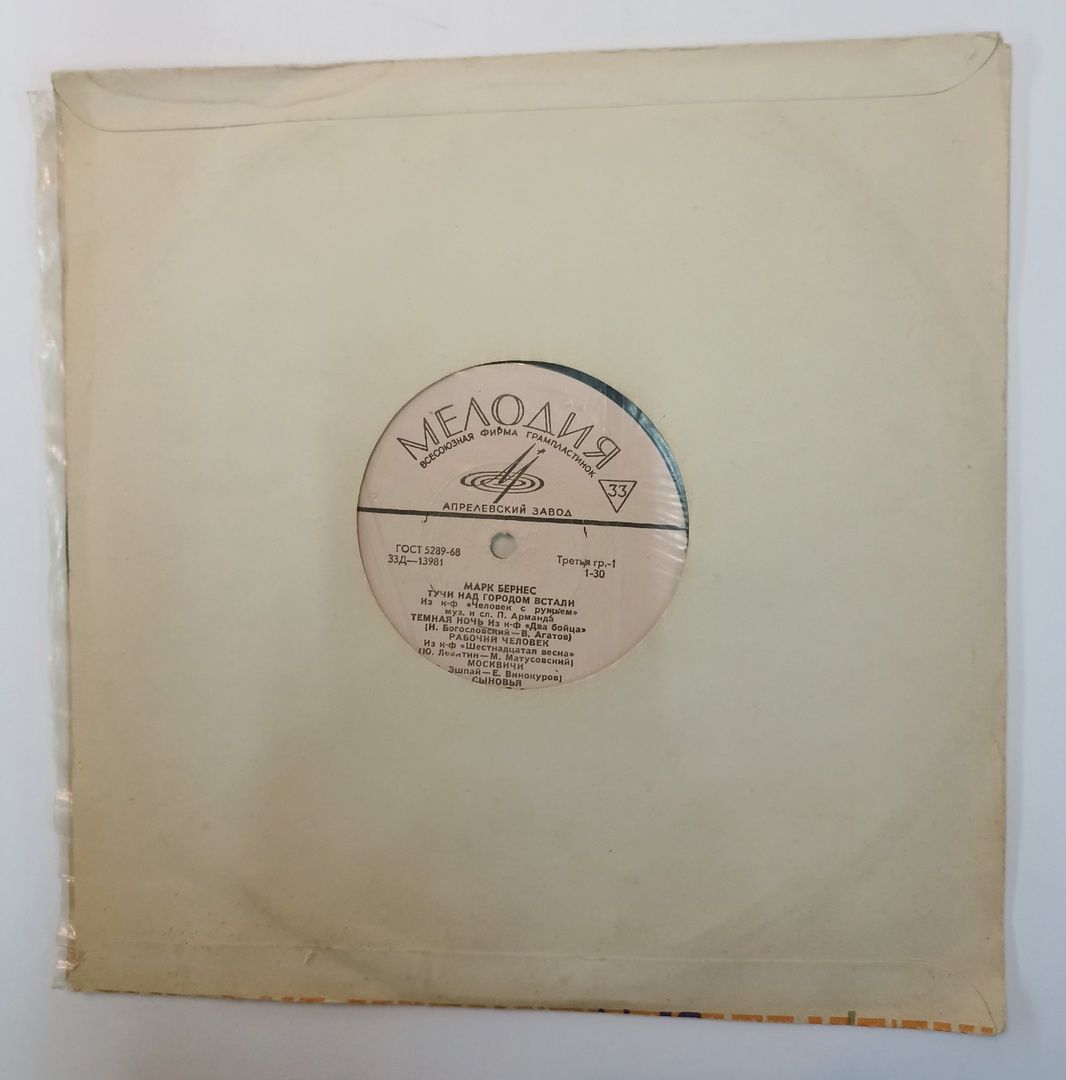 МЕЛОДИЯ
ВСЕСОЮЗНАЯ ФИРМА ГРАМПЛАСТИНОК
33
АПРЕЛЕВСКИЙ ЗАВОД
ГОСТ 5289-68
33Д—13981
Третья гр.-1
1-30
МАРК БЕРНЕС
ТУЧИ НАД ГОРОДОМ ВСТАЛИ
Из к-ф «Человек с ружьем»
муз. и сл. П. Арманда
ТЕМНАЯ НОЧЬ Из к-ф «Два бойца»
(Н. Богословский—В. Агатов)
РАБОЧИЙ ЧЕЛОВЕК
Из к-ф «Шестнадцатая весна»
(Ю. Левитин—М. Матусовский)
МОСКВИЧИ
Эшпай—Е. Винокуров)
СЫНОВЬЯ